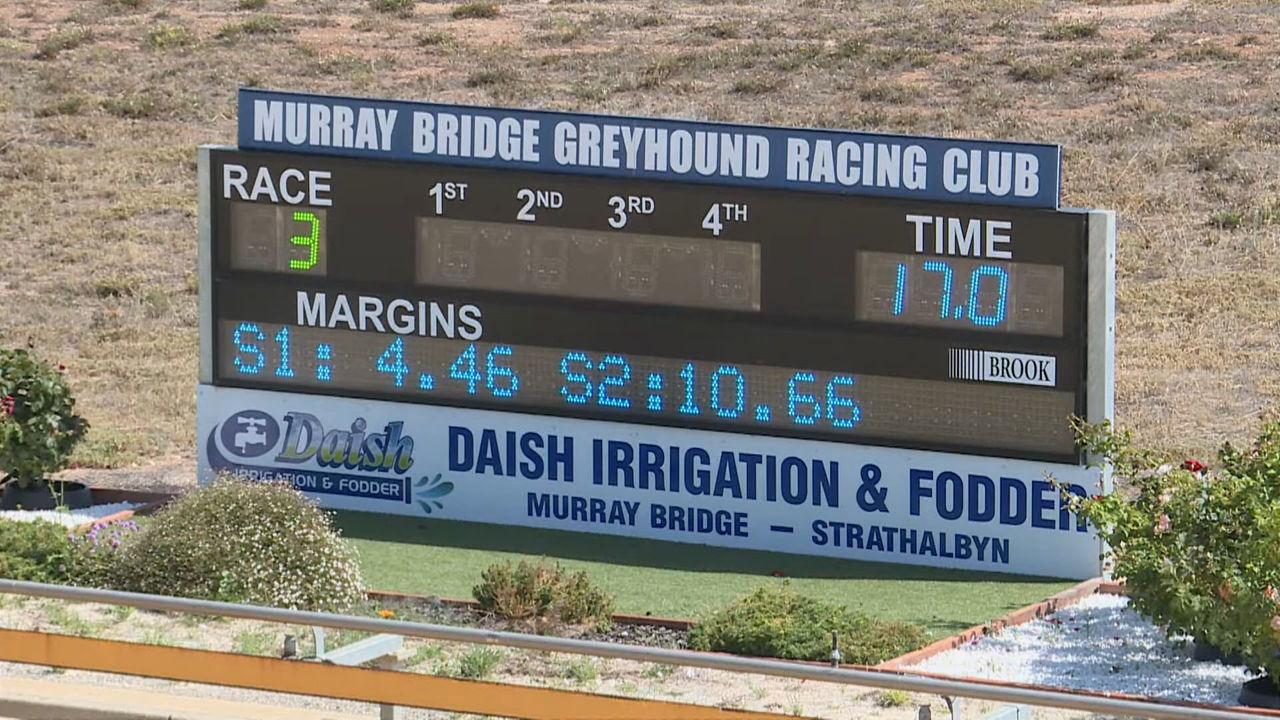 MURRAY BRIDGE GREYHOUND RACING CLUB
RACE 1ST 2ND 3RD 4TH TIME
3 17.0
MARGINS
BROOK
S1: 4.46 S2:10.66
Daish
IRRIGATION & FODDER
DAISH IRRIGATION & FODDER
MURRAY BRIDGE — STRATHALBYN